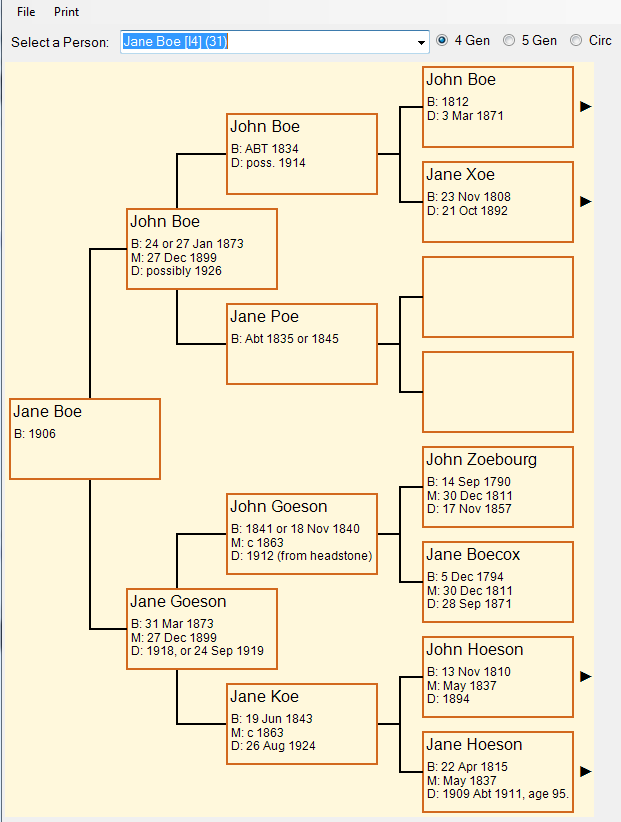 File Print
Select a Person: Jane Boe [I4] (31) 4 Gen 5 Gen Circ
John Boe
B: 1812
D: 3 Mar 1871
John Boe
B: ABT 1834
D: poss. 1914
Jane Xoe
B: 23 Nov 1808
D: 21 Oct 1892
John Boe
B: 24 or 27 Jan 1873
M: 27 Dec 1899
D: possibly 1926
Jane Poe
B: Abt 1835 or 1845
Jane Boe
B: 1906
John Zoebourg
B: 14 Sep 1790
M: 30 Dec 1811
D: 17 Nov 1857
John Goeson
B: 1841 or 18 Nov 1840
M: c 1863
D: 1912 (from headstone)
Jane Boecox
B: 5 Dec 1794
M: 30 Dec 1811
D: 28 Sep 1871
Jane Goeson
B: 31 Mar 1873
M: 27 Dec 1899
D: 1918, or 24 Sep 1919
John Hoeson
B: 13 Nov 1810
M: May 1837
D: 1894
Jane Koe
B: 19 Jun 1843
M: c 1863
D: 26 Aug 1924
Jane Hoeson
B: 22 Apr 1815
M: May 1837
D: 1909 Abt 1911, age 95.